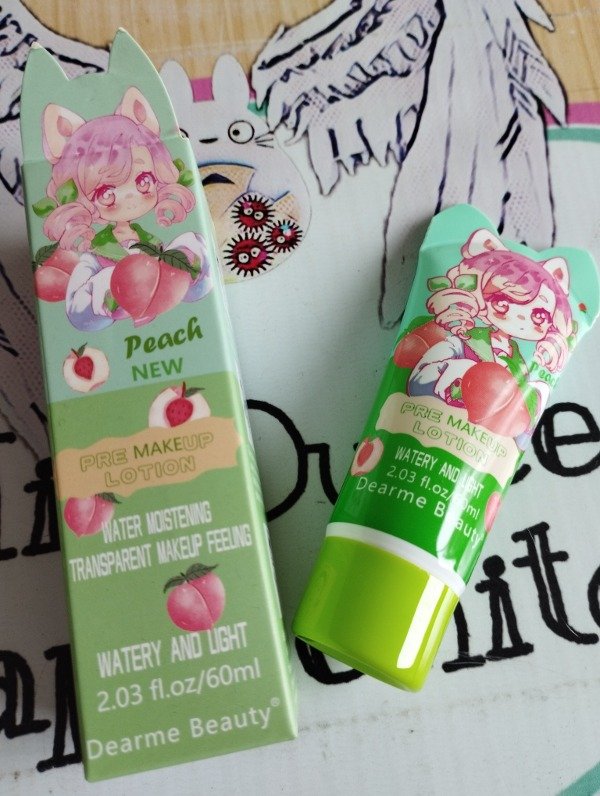 Peach
NEW
PRE MAKEUP
LOTION
WATER MOISTENING
TRANSPARENT MAKEUP FEELING
WATERY AND LIGHT
2.03 fl.oz/60ml
Dearme Beauty®
Peach
PRE MAKEUP
LOTION
WATERY AND LIGHT
2.03 fl.oz/60ml
Dearme Beauty